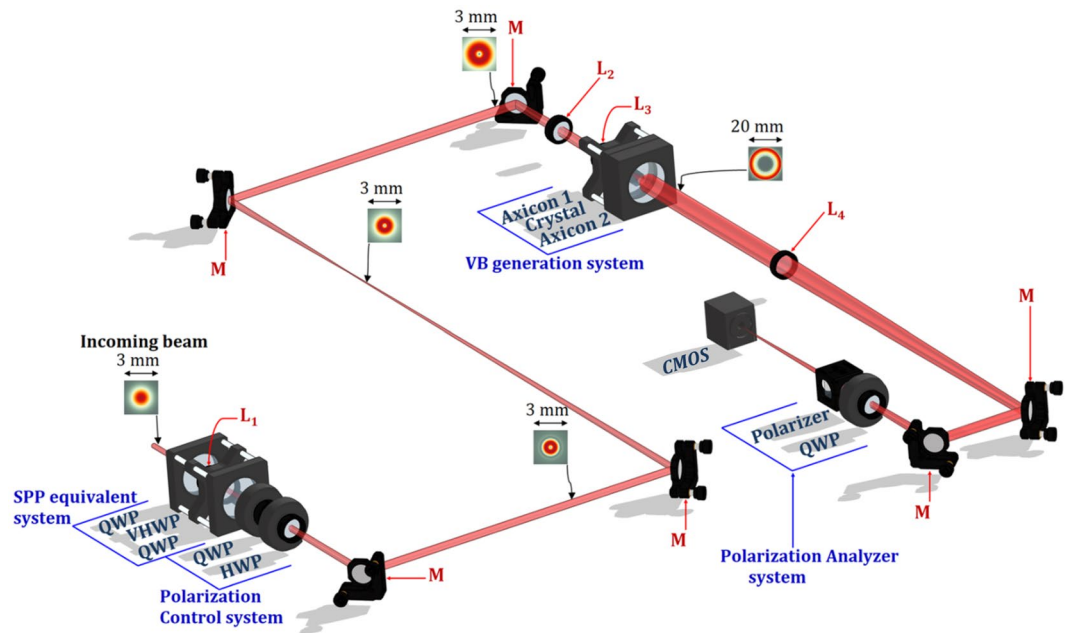 3 mm
M
L2
L3
20 mm
3 mm
Axicon 1
Crystal
Axicon 2
VB generation system
L4
M
M
Incoming beam
3 mm
CMOS
L1
3 mm
Polarizer
QWP
SPP equivalent
system
QWP
VHWP
QWP
QWP
HWP
M
M
M
Polarization
Control system
Polarization Analyzer
system